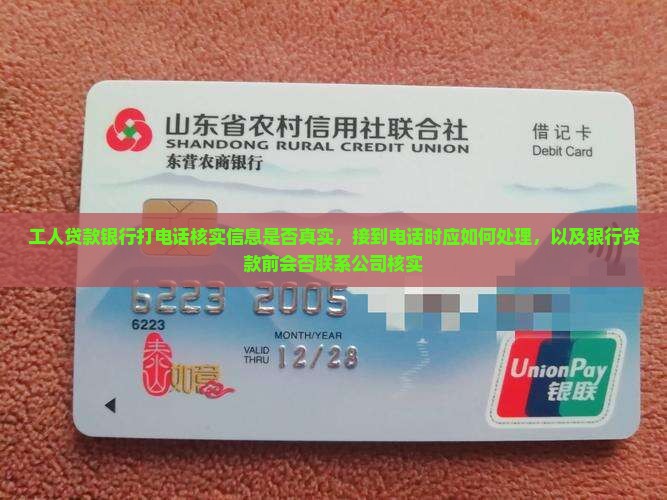 山东省农村信用社联合社
SHANDONG RURAL CREDIT UNION
东营农商银行
借记卡
Debit Card
工人贷款银行打电话核实信息是否真实，接到电话时应如何处理，以及银行贷
款前会否联系公司核实
6223 2005
6223
MONTH/YEAR
VALID
THRU
12/28
泰山如意
UnionPay
银联